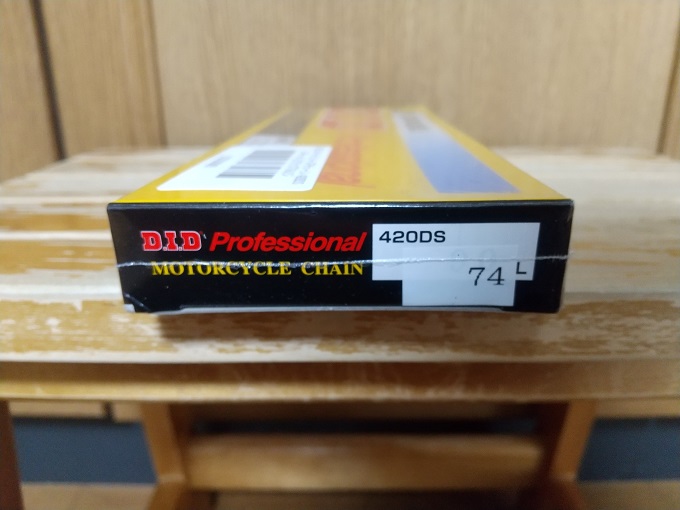 D.I.D Professional 420DS
MOTORCYCLE CHAIN
74 L